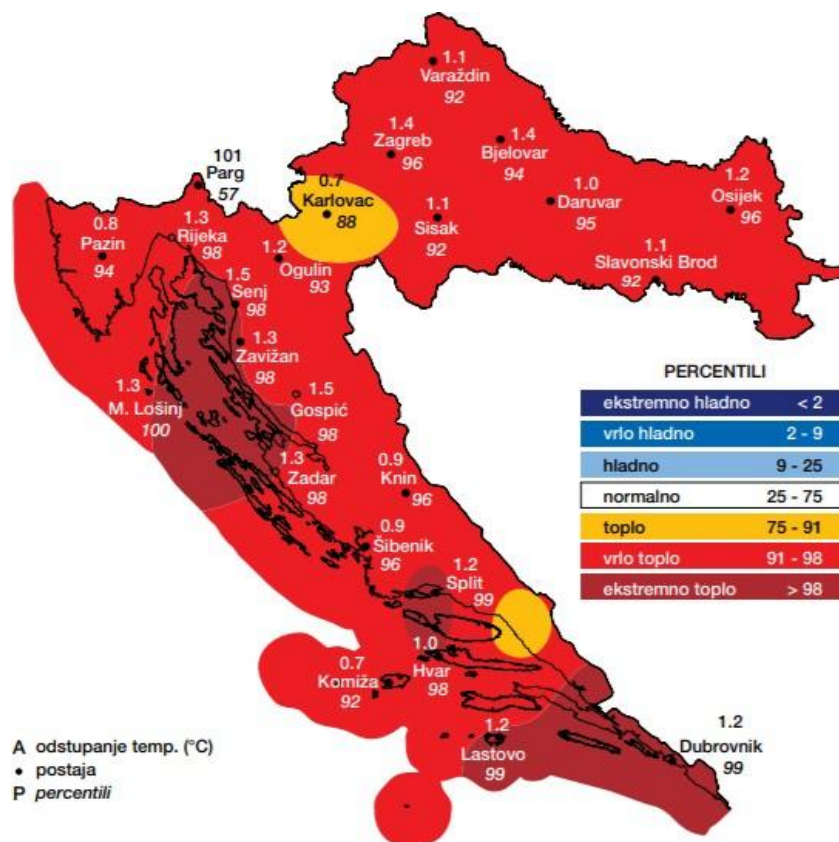 1.1
Varaždin
92
1.4
Zagreb
96
1.4
Bjelovar
94
101
Parg
57
0.7
Karlovac
88
1.1
Sisak
92
1.0
Daruvar
95
1.2
Osijek
96
0.8
Pazin
94
1.3
Rijeka
98
1.2
Ogulin
93
1.1
Slavonski Brod
92
1.5
Senj
98
1.3
Zavižan
98
1.3
M. Lošinj
100
1.5
Gospić
98
1.3
Zadar
98
0.9
Knin
96
0.9
Šibenik
96
1.2
Split
99
1.0
Hvar
98
0.7
Komiža
92
1.2
Lastovo
99
1.2
Dubrovnik
99
PERCENTILI
ekstremno hladno < 2
vrlo hladno 2 - 9
hladno 9 - 25
normalno 25 - 75
toplo 75 - 91
vrlo toplo 91 - 98
ekstremno toplo > 98
A odstupanje temp. (°C)
• postaja
P percentili